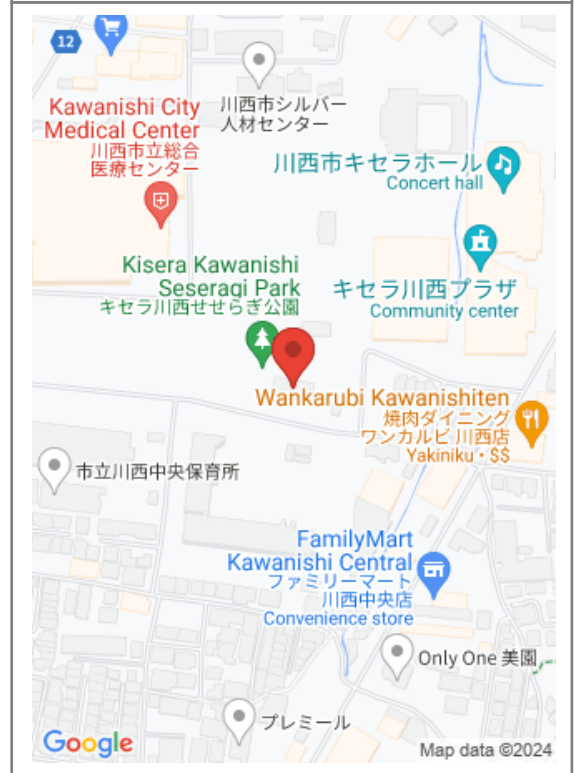 12
Kawanishi City
Medical Center
川西市立総合
医療センター
川西市シルバー
人材センター
川西市キセラホール
Concert hall
Kisera Kawanishi
Seseragi Park
キセラ川西せせらぎ公園
キセラ川西プラザ
Community center
Wankarubi Kawanishiten
焼肉ダイニング
ワンカルビ 川西店
Yakiniku • $$
市立川西中央保育所
FamilyMart
Kawanishi Central
ファミリーマート
川西中央店
Convenience store
Only One 美園
プレミール
Google
Map data ©2024